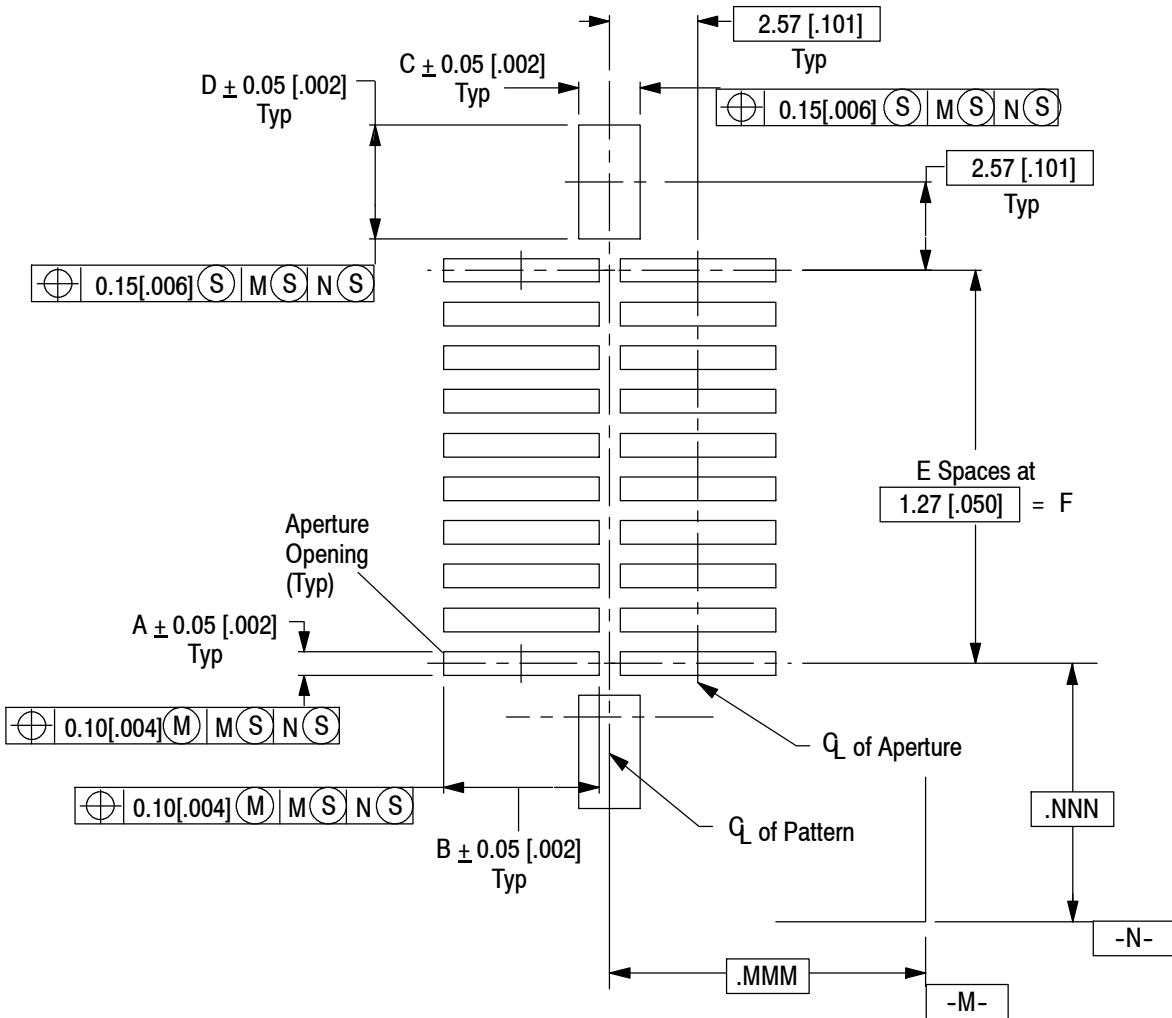 2.57 [.101]
Typ
C ± 0.05 [.002]
Typ
D ± 0.05 [.002]
Typ
⌖ 0.15[.006] Ⓢ M Ⓢ N Ⓢ
2.57 [.101]
Typ
⌖ 0.15[.006] Ⓢ M Ⓢ N Ⓢ
E Spaces at
1.27 [.050] = F
Aperture
Opening
(Typ)
A ± 0.05 [.002]
Typ
⌖ 0.10[.004] Ⓜ M Ⓢ N Ⓢ
℄ of Aperture
⌖ 0.10[.004] Ⓜ M Ⓢ N Ⓢ
.NNN
℄ of Pattern
B ± 0.05 [.002]
Typ
-N-
.MMM
-M-